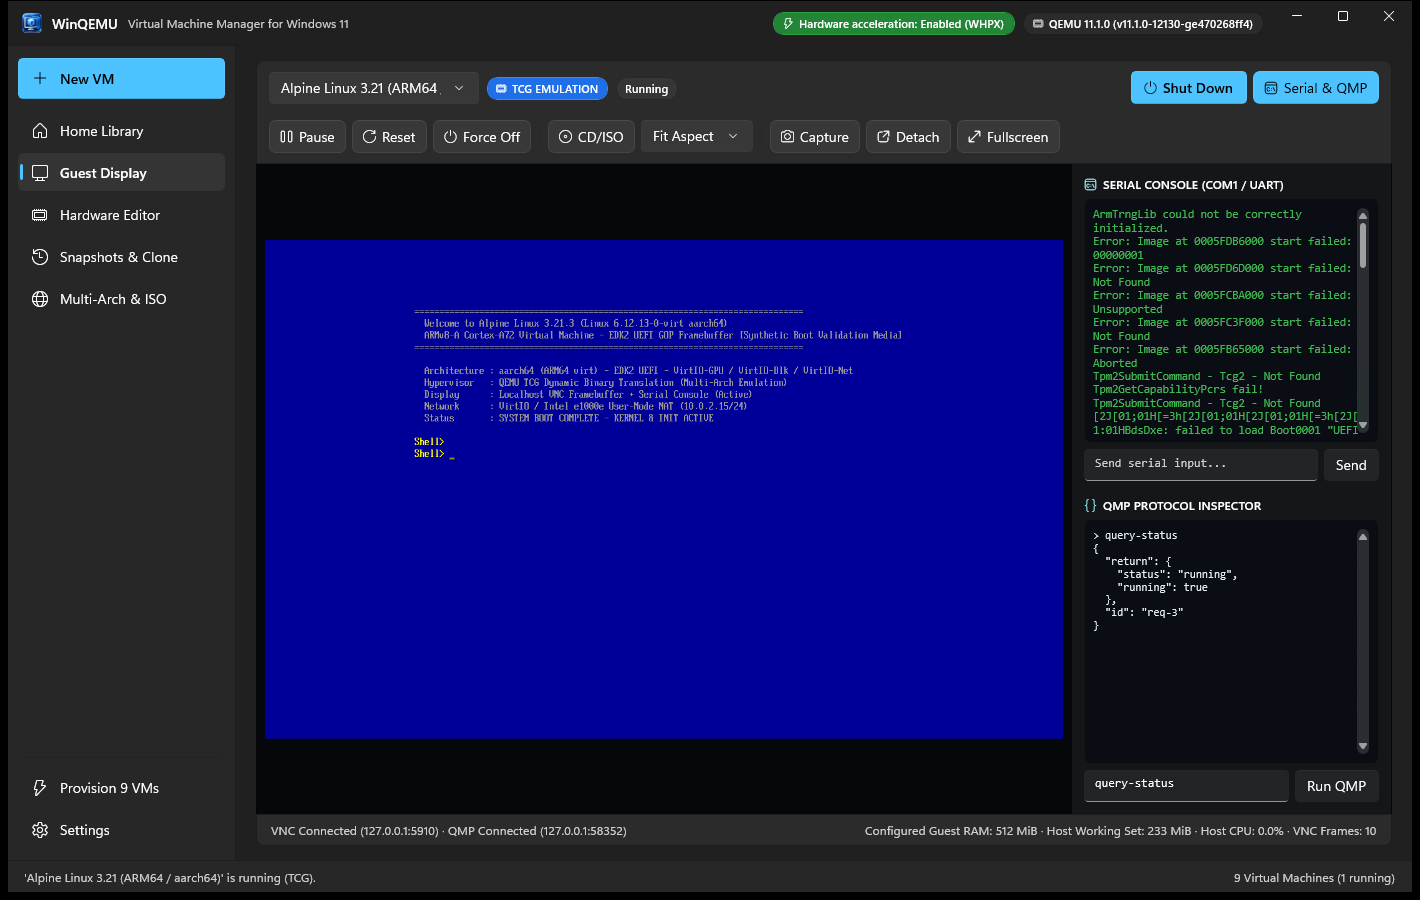 WinQEMU Virtual Machine Manager for Windows 11
Hardware acceleration: Enabled (WHPX)
QEMU 11.1.0 (v11.1.0-12130-ge470268ff4)
New VM
Home Library
Guest Display
Hardware Editor
Snapshots & Clone
Multi-Arch & ISO
Provision 9 VMs
Settings
Alpine Linux 3.21 (ARM64
TCG EMULATION
Running
Shut Down
Serial & QMP
Pause
Reset
Force Off
CD/ISO
Fit Aspect
Capture
Detach
Fullscreen
==============================================================================
Welcome to Alpine Linux 3.21.3 (Linux 6.12.13-0-virt aarch64)
ARMv8-A Cortex-A72 Virtual Machine - EDK2 UEFI GOP Framebuffer [Synthetic Boot Validation Media]
==============================================================================
Architecture : aarch64 (ARM64 virt) - EDK2 UEFI - VirtIO-GPU / VirtIO-Blk / VirtIO-Net
Hypervisor : QEMU TCG Dynamic Binary Translation (Multi-Arch Emulation)
Display : Localhost VNC Framebuffer + Serial Console (Active)
Network : VirtIO / Intel e1000e User-Mode NAT (10.0.2.15/24)
Status : SYSTEM BOOT COMPLETE - KERNEL & INIT ACTIVE
Shell>
Shell> _
SERIAL CONSOLE (COM1 / UART)
ArmTrngLib could not be correctly
initialized.
Error: Image at 0005FDB6000 start failed:
00000001
Error: Image at 0005FD6D000 start failed:
Not Found
Error: Image at 0005FCBA000 start failed:
Unsupported
Error: Image at 0005FC3F000 start failed:
Not Found
Error: Image at 0005FB65000 start failed:
Aborted
Tpm2SubmitCommand - Tcg2 - Not Found
Tpm2GetCapabilityPcrs fail!
Tpm2SubmitCommand - Tcg2 - Not Found
[2J[01;01H[=3h[2J[01;01H[2J[01;01H[=3h[2J[
1:01HBdsDxe: failed to load Boot0001 "UEFI
Send serial input...
Send
QMP PROTOCOL INSPECTOR
> query-status
{
"return": {
"status": "running",
"running": true
},
"id": "req-3"
}
query-status
Run QMP
VNC Connected (127.0.0.1:5910) · QMP Connected (127.0.0.1:58352)
Configured Guest RAM: 512 MiB · Host Working Set: 233 MiB · Host CPU: 0.0% · VNC Frames: 10
'Alpine Linux 3.21 (ARM64 / aarch64)' is running (TCG).
9 Virtual Machines (1 running)